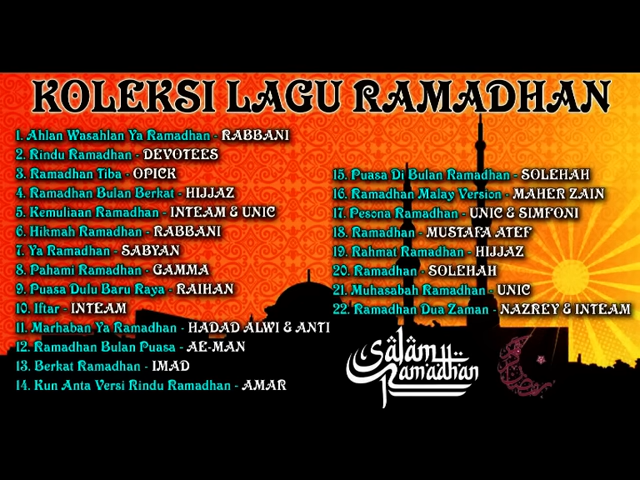 KOLEKSI LAGU RAMADHAN
1. Ahlan Wasahlan Ya Ramadhan - RABBANI
2. Rindu Ramadhan - DEVOTEES
3. Ramadhan Tiba - OPICK
4. Ramadhan Bulan Berkat - HIJJAZ
5. Kemuliaan Ramadhan - INTEAM & UNIC
6. Hikmah Ramadhan - RABBANI
7. Ya Ramadhan - SABYAN
8. Pahami Ramadhan - GAMMA
9. Puasa Dulu Baru Raya - RAIHAN
10. Iftar - INTEAM
11. Marhaban Ya Ramadhan - HADAD ALWI & ANTI
12. Ramadhan Bulan Puasa - AE-MAN
13. Berkat Ramadhan - IMAD
14. Kun Anta Versi Rindu Ramadhan - AMAR
15. Puasa Di Bulan Ramadhan - SOLEHAH
16. Ramadhan Malay Version - MAHER ZAIN
17. Pesona Ramadhan - UNIC & SIMFONI
18. Ramadhan - MUSTAFA ATEF
19. Rahmat Ramadhan - HIJJAZ
20. Ramadhan - SOLEHAH
21. Muhasabah Ramadhan - UNIC
22. Ramadhan Dua Zaman - NAZREY & INTEAM
Salam
Ramadhan